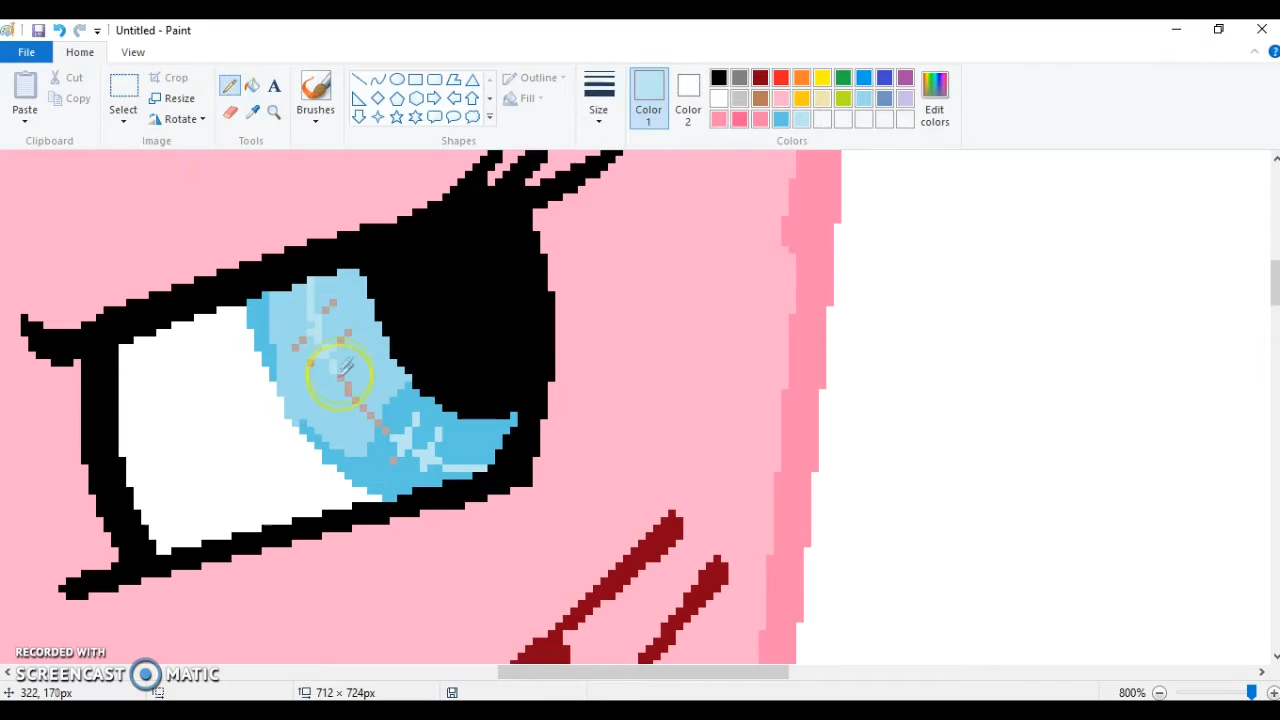 Untitled - Paint
File
Home
View
Paste
Cut
Copy
Clipboard
Select
Crop
Resize
Rotate
Image
A
Tools
Brushes
Outline
Fill
Shapes
Size
Color 1
Color 2
Edit colors
Colors
RECORDED WITH
SCREENCAST MATIC
322, 170px
712 × 724px
800%